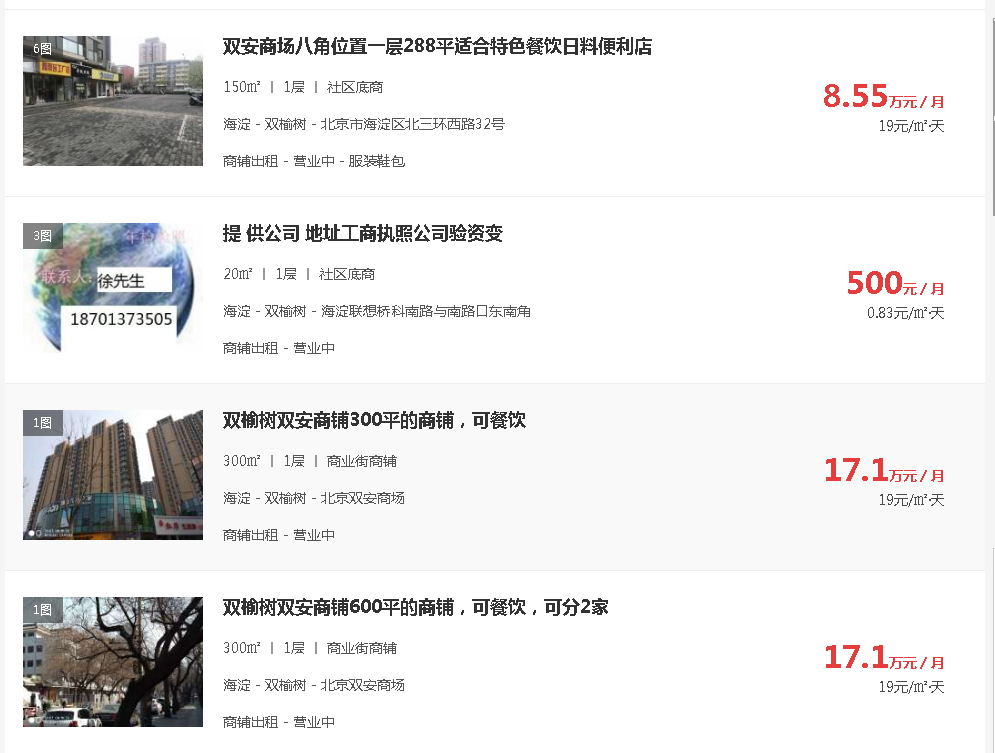 6图
双安商场八角位置一层288平适合特色餐饮日料便利店
150m² | 1层 | 社区底商
8.55万元/月
海淀 - 双榆树 - 北京市海淀区北三环西路32号
19元/m²·天
商铺出租 - 营业中 - 服装鞋包
3图
提 供公司 地址工商执照公司验资变
20m² | 1层 | 社区底商
联系人：徐先生
500元/月
海淀 - 双榆树 - 海淀联想桥科南路与南路口东南角
0.83元/m²·天
18701373505
商铺出租 - 营业中
1图
双榆树双安商铺300平的商铺，可餐饮
300m² | 1层 | 商业街商铺
17.1万元/月
海淀 - 双榆树 - 北京双安商场
19元/m²·天
商铺出租 - 营业中
1图
双榆树双安商铺600平的商铺，可餐饮，可分2家
300m² | 1层 | 商业街商铺
17.1万元/月
海淀 - 双榆树 - 北京双安商场
19元/m²·天
商铺出租 - 营业中